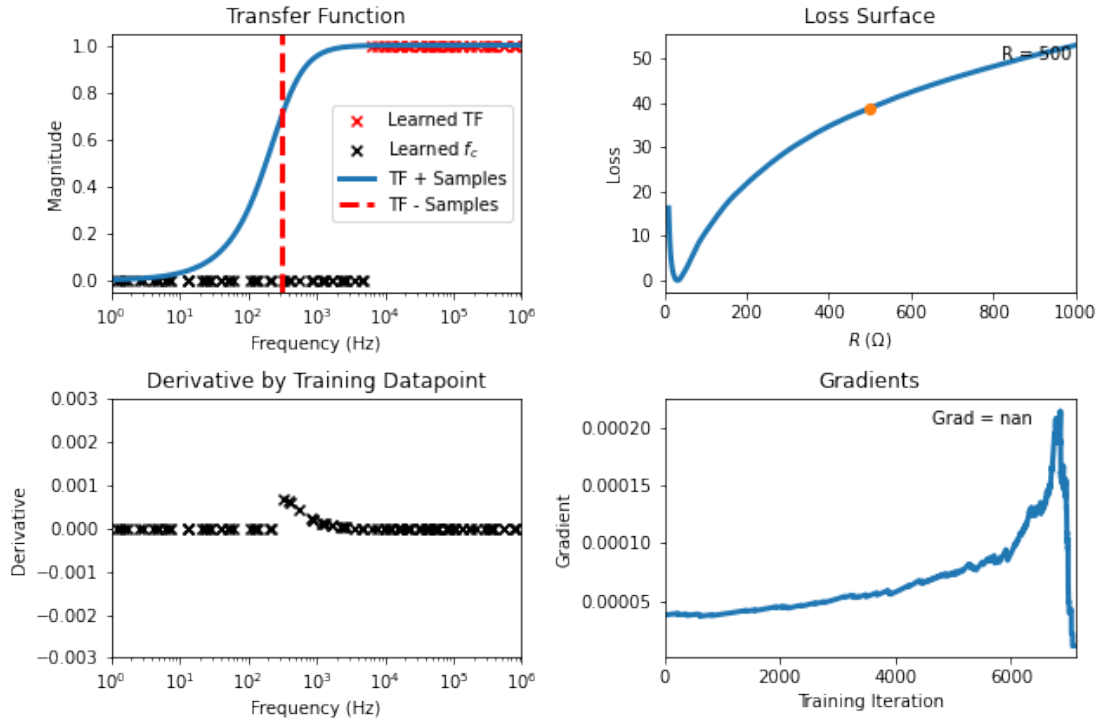 Transfer Function
Magnitude
1.0
0.8
0.6
0.4
0.2
0.0
Learned TF
Learned f_c
TF + Samples
TF - Samples
10^0 10^1 10^2 10^3 10^4 10^5 10^6
Frequency (Hz)
Loss Surface
Loss
50
40
30
20
10
0
R = 500
0 200 400 600 800 1000
R (Ω)
Derivative by Training Datapoint
Derivative
0.003
0.002
0.001
0.000
−0.001
−0.002
−0.003
10^0 10^1 10^2 10^3 10^4 10^5 10^6
Frequency (Hz)
Gradients
Gradient
0.00020
0.00015
0.00010
0.00005
Grad = nan
0 2000 4000 6000
Training Iteration